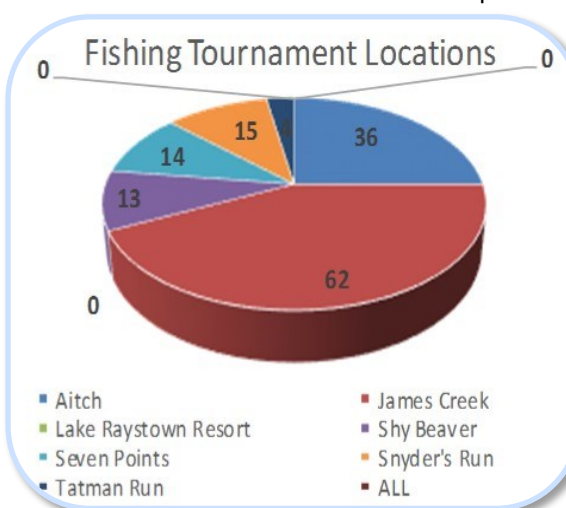 Fishing Tournament Locations
0
0
15
4
36
14
13
62
0
Aitch
James Creek
Lake Raystown Resort
Shy Beaver
Seven Points
Snyder's Run
Tatman Run
ALL